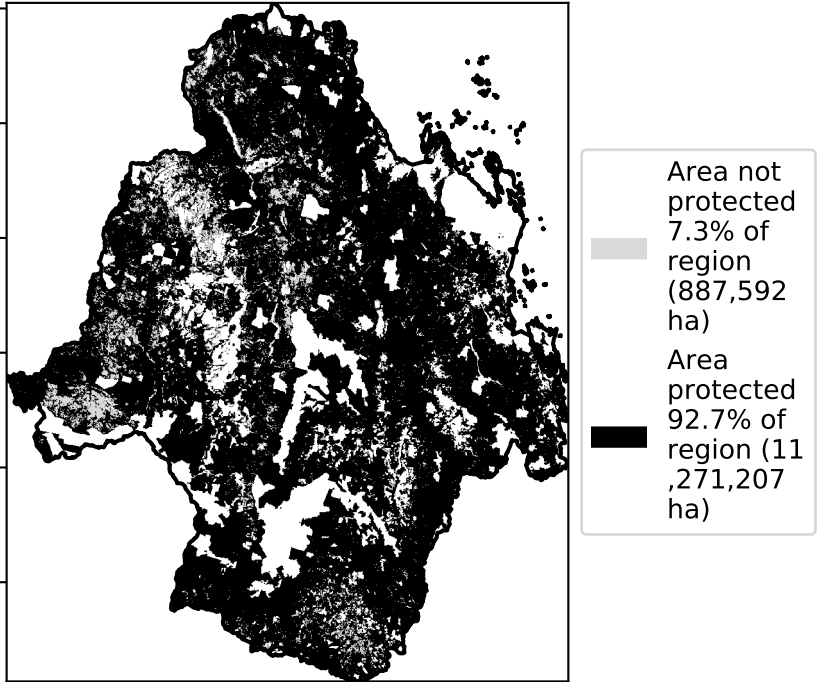 Area not
protected
7.3% of
region
(887,592
ha)
Area
protected
92.7% of
region (11
,271,207
ha)